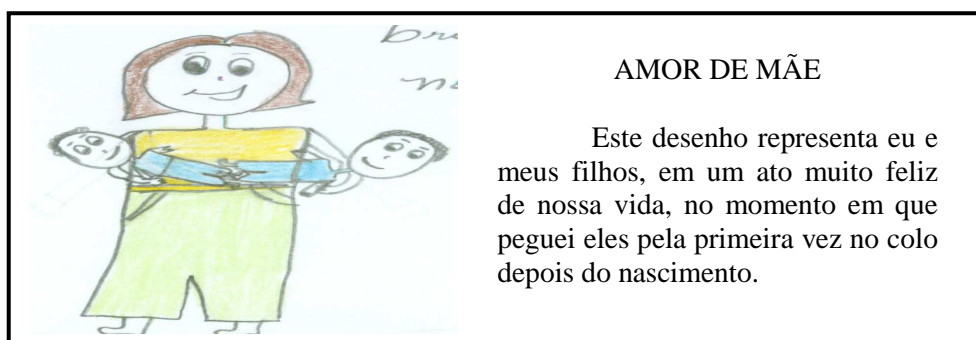 AMOR DE MÃE
Este desenho representa eu e
meus filhos, em um ato muito feliz
de nossa vida, no momento em que
peguei eles pela primeira vez no colo
depois do nascimento.